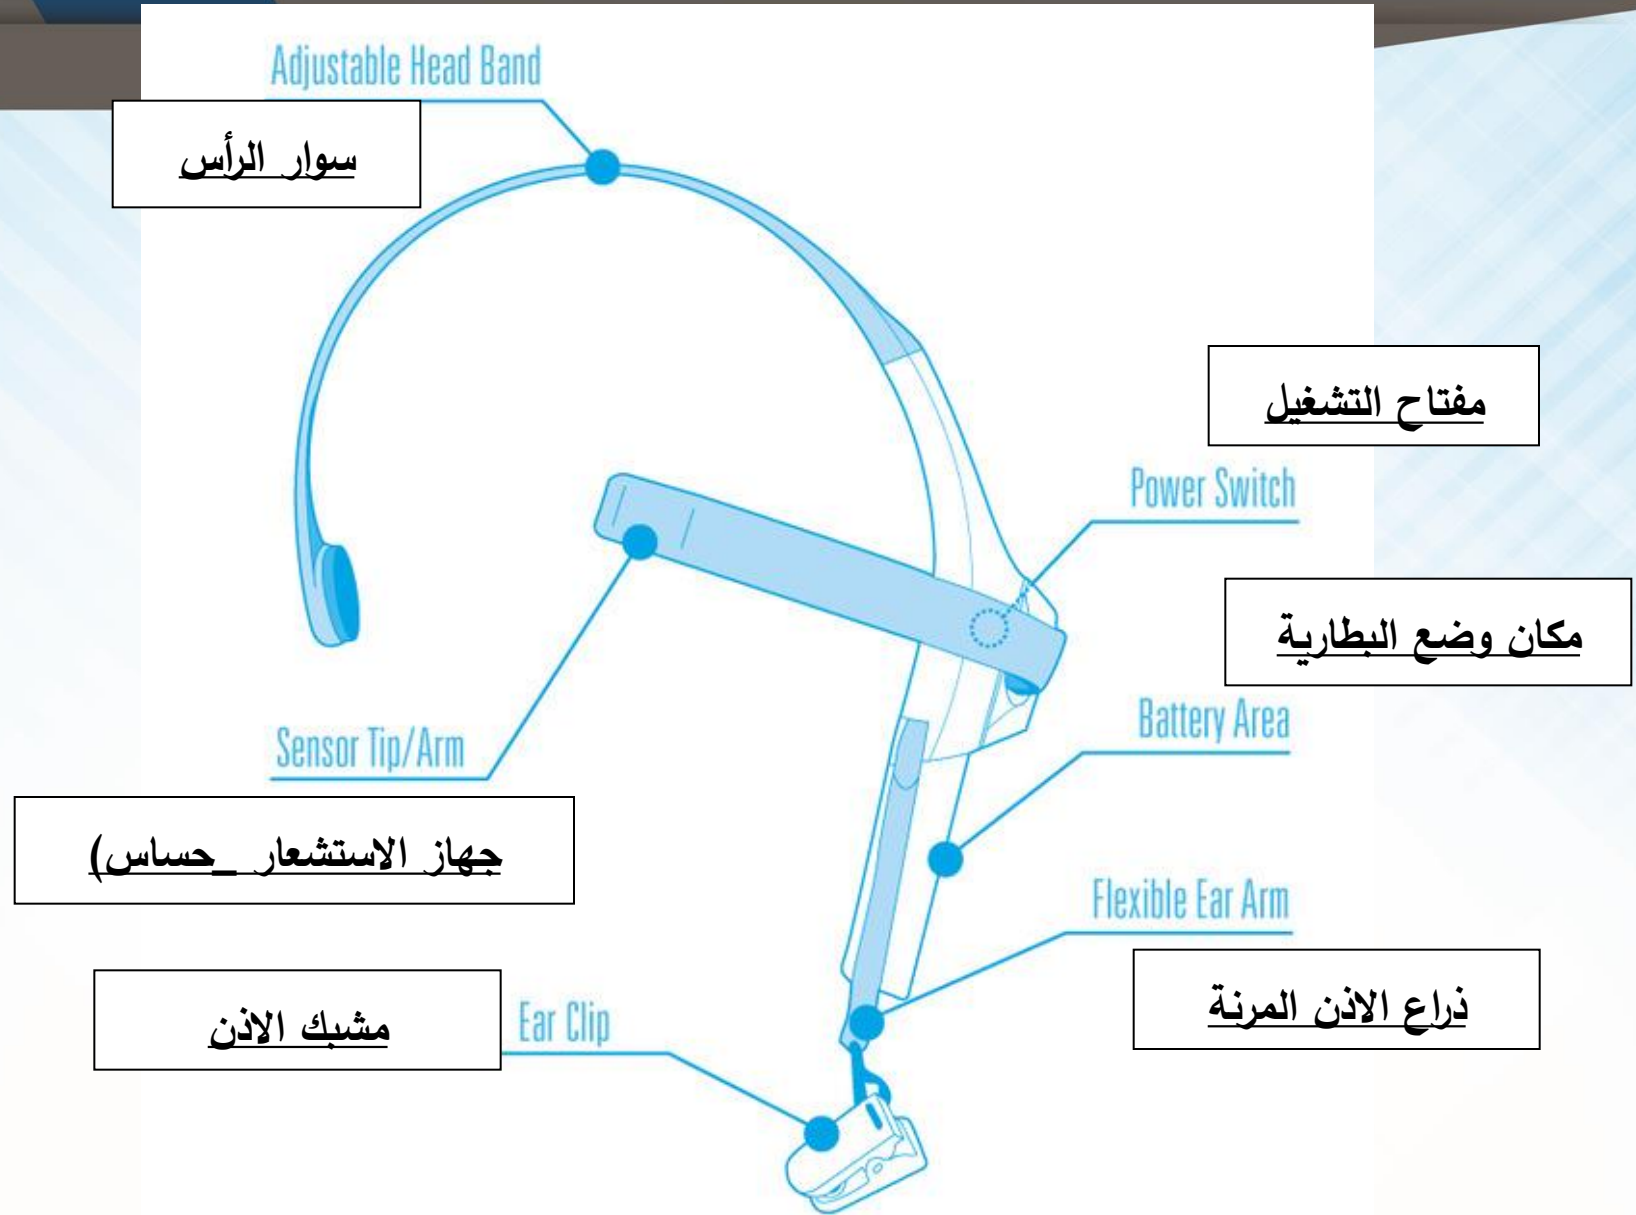 Adjustable Head Band
سوار الرأس
مفتاح التشغيل
Power Switch
مكان وضع البطارية
Battery Area
Sensor Tip/Arm
جهاز الاستشعار _حساس)
Flexible Ear Arm
ذراع الاذن المرنة
مشبك الاذن
Ear Clip